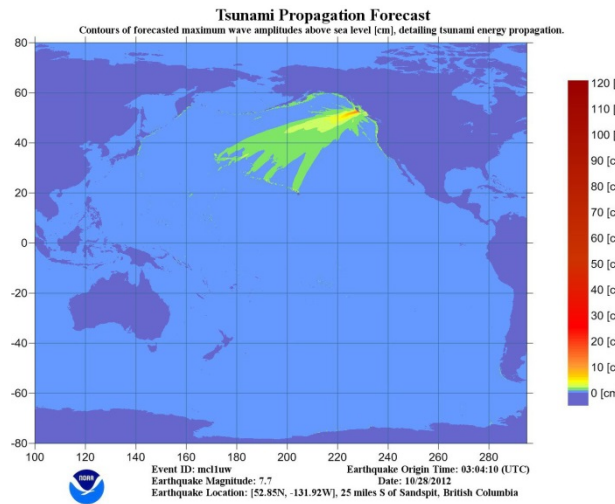 Tsunami Propagation Forecast
Contours of forecasted maximum wave amplitudes above sea level [cm], detailing tsunami energy propagation.
80
60
40
20
0
-20
-40
-60
-80
100 120 140 160 180 200 220 240 260 280
120 [
110 [
100 [
90 [c
80 [c
70 [c
60 [c
50 [c
40 [c
30 [c
20 [c
10 [c
0 [cm
NOAA
Event ID: mcl1uw
Earthquake Origin Time: 03:04:10 (UTC)
Earthquake Magnitude: 7.7
Date: 10/28/2012
Earthquake Location: [52.85N, -131.92W], 25 miles S of Sandspit, British Columbi